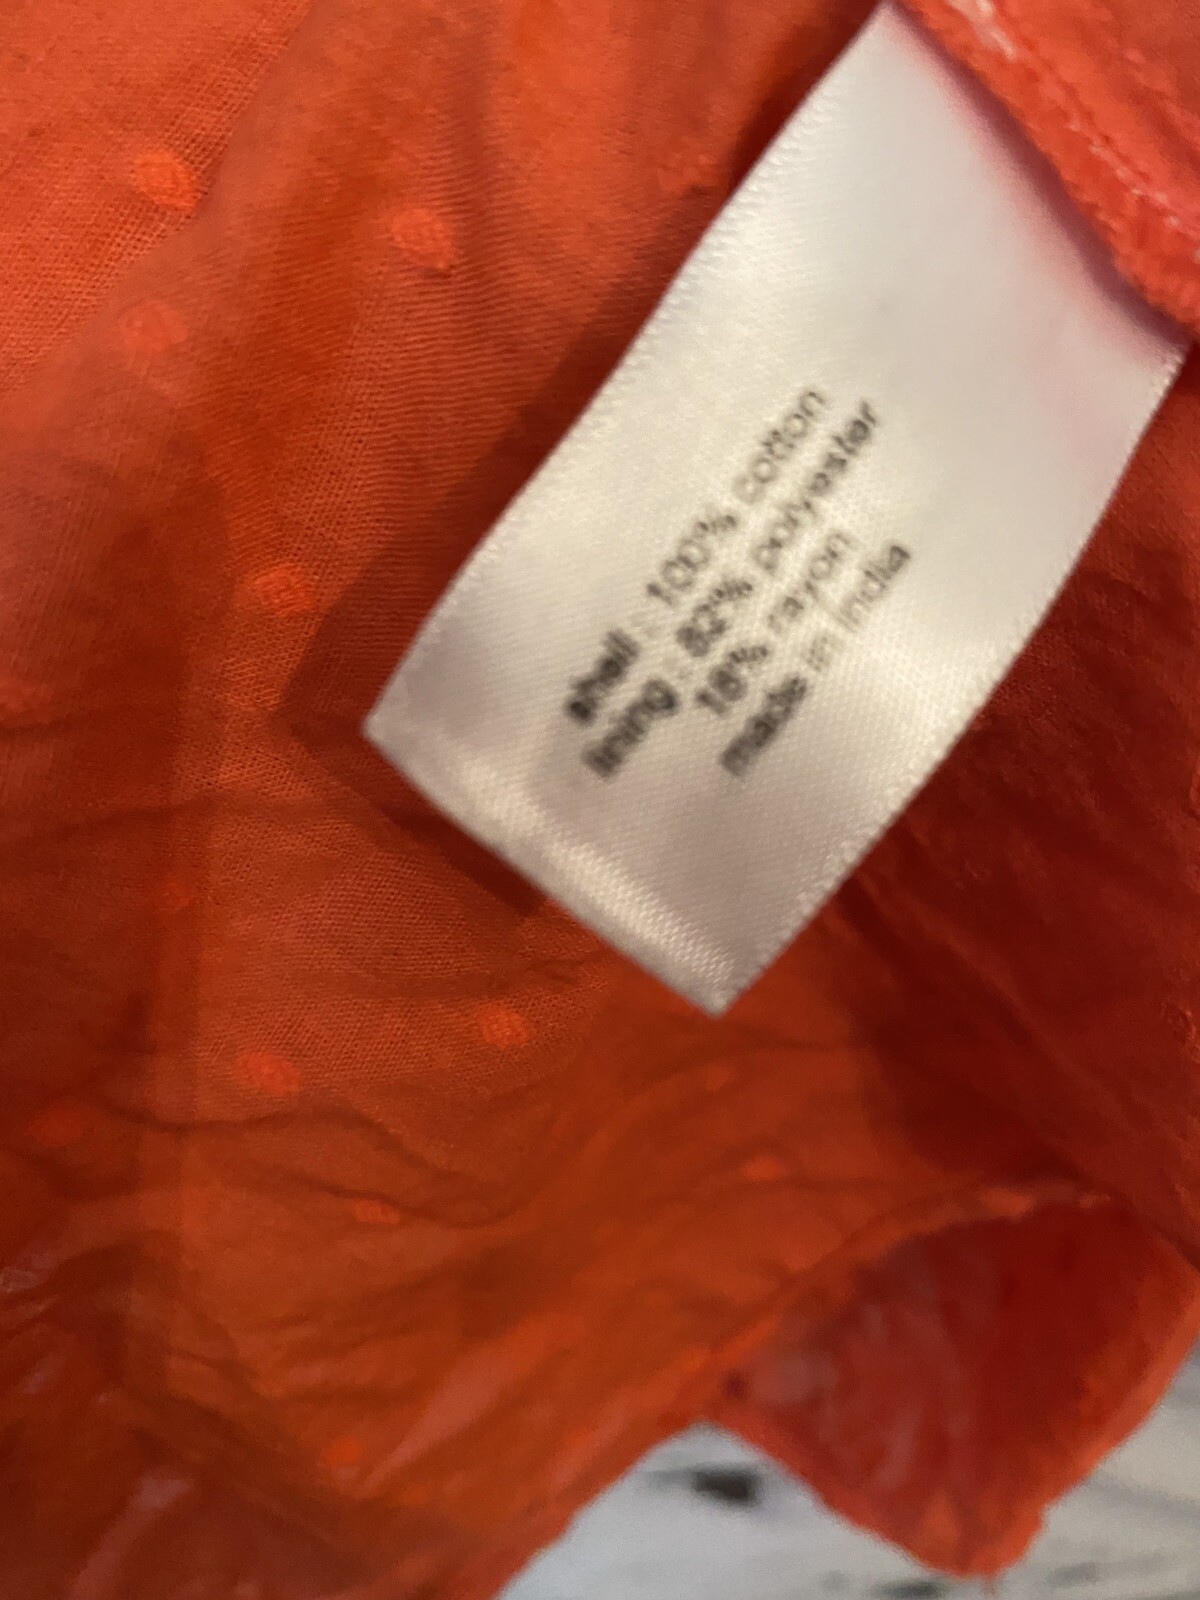 shell : 100% cotton
lining : 82% polyester
18% rayon
made in india